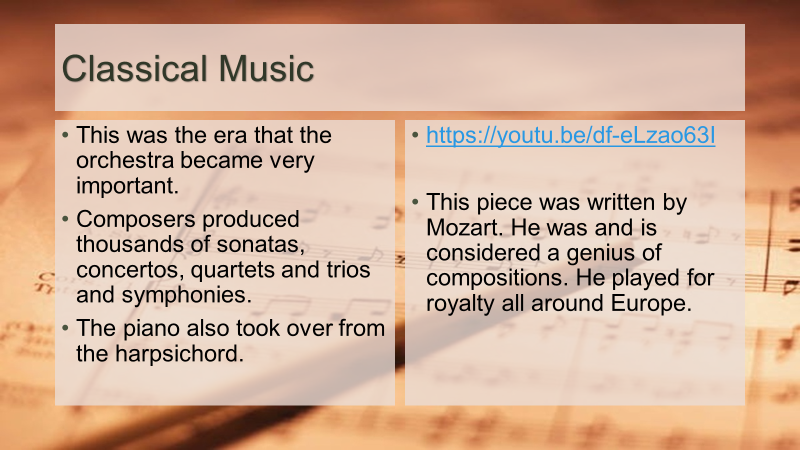 Classical Music
• This was the era that the
orchestra became very
important.
• Composers produced
thousands of sonatas,
concertos, quartets and trios
and symphonies.
• The piano also took over from
the harpsichord.
• https://youtu.be/df-eLzao63I
• This piece was written by
Mozart. He was and is
considered a genius of
compositions. He played for
royalty all around Europe.